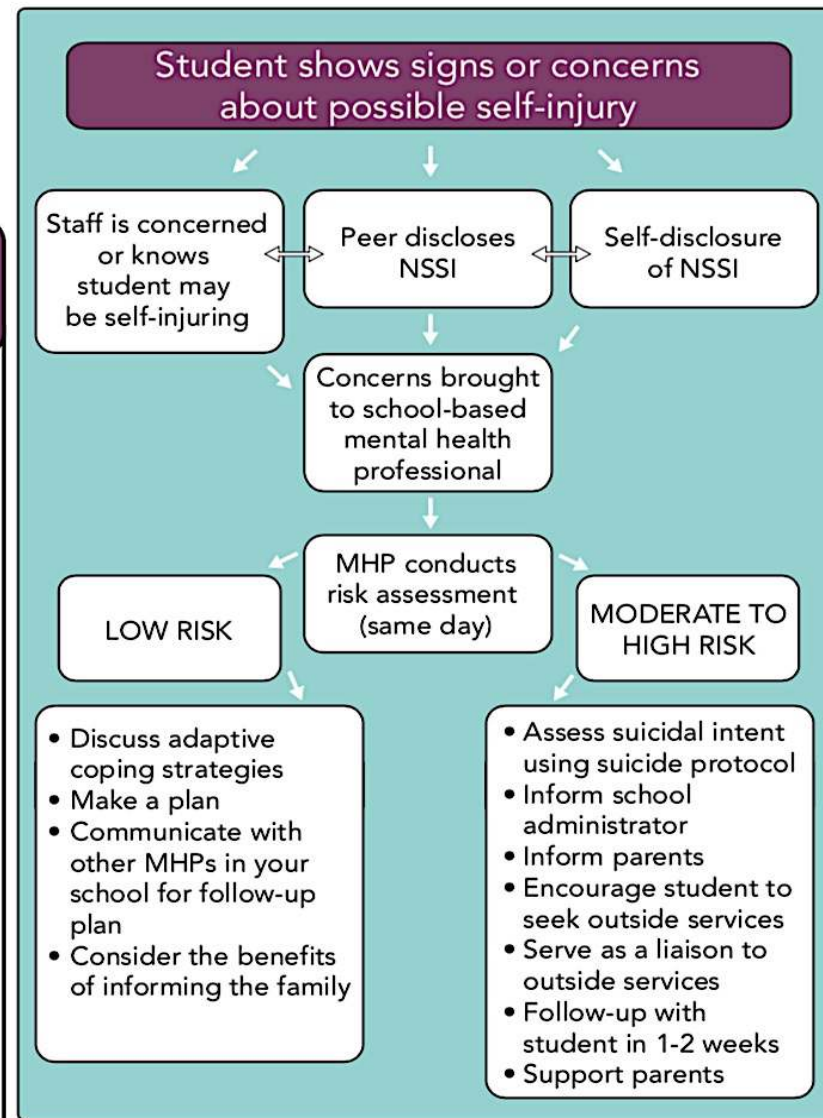 Student shows signs or concerns
about possible self-injury
Staff is concerned
or knows
student may
be self-injuring
Peer discloses
NSSI
Self-disclosure
of NSSI
Concerns brought
to school-based
mental health
professional
MHP conducts
risk assessment
(same day)
LOW RISK
MODERATE TO
HIGH RISK
• Discuss adaptive
coping strategies
• Make a plan
• Communicate with
other MHPs in your
school for follow-up
plan
• Consider the benefits
of informing the family
• Assess suicidal intent
using suicide protocol
• Inform school
administrator
• Inform parents
• Encourage student to
seek outside services
• Serve as a liaison to
outside services
• Follow-up with
student in 1-2 weeks
• Support parents